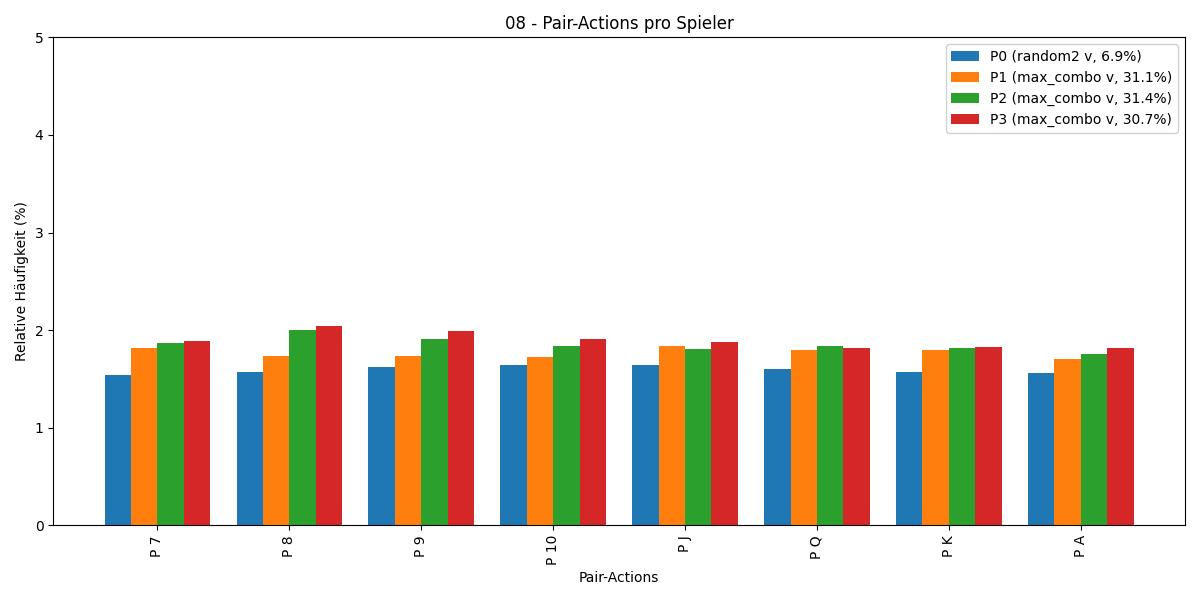 08 - Pair-Actions pro Spieler
P0 (random2 v, 6.9%)
P1 (max_combo v, 31.1%)
P2 (max_combo v, 31.4%)
P3 (max_combo v, 30.7%)
Relative Häufigkeit (%)
5
4
3
2
1
0
P 7
P 8
P 9
P 10
P J
P Q
P K
P A
Pair-Actions